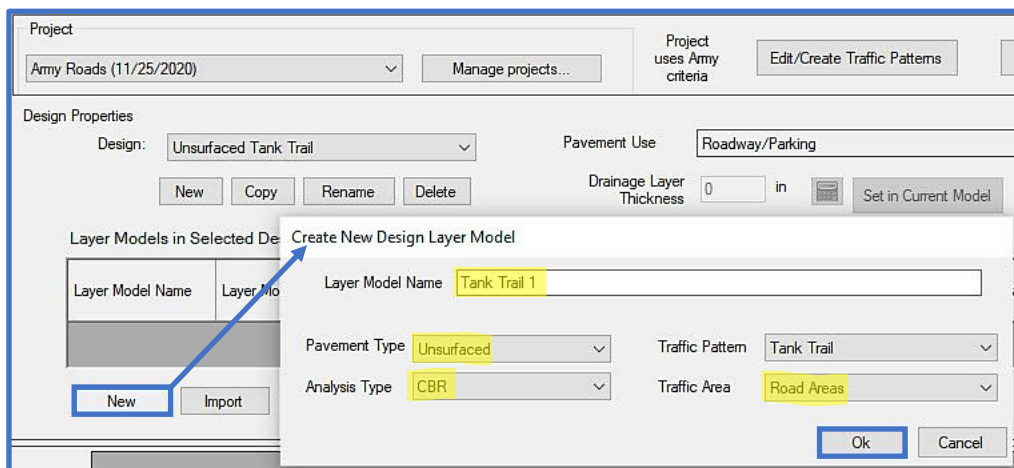 Project
Army Roads (11/25/2020)
Manage projects...
Project
uses Army
criteria
Edit/Create Traffic Patterns
Design Properties
Design:
Unsurfaced Tank Trail
Pavement Use
Roadway/Parking
New
Copy
Rename
Delete
Drainage Layer
Thickness
0
in
Set in Current Model
Layer Models in Selected De
Create New Design Layer Model
Layer Model Name
Layer Mo
Layer Model Name
Tank Trail 1
Pavement Type
Unsurfaced
Traffic Pattern
Tank Trail
Analysis Type
CBR
Traffic Area
Road Areas
New
Import
Ok
Cancel